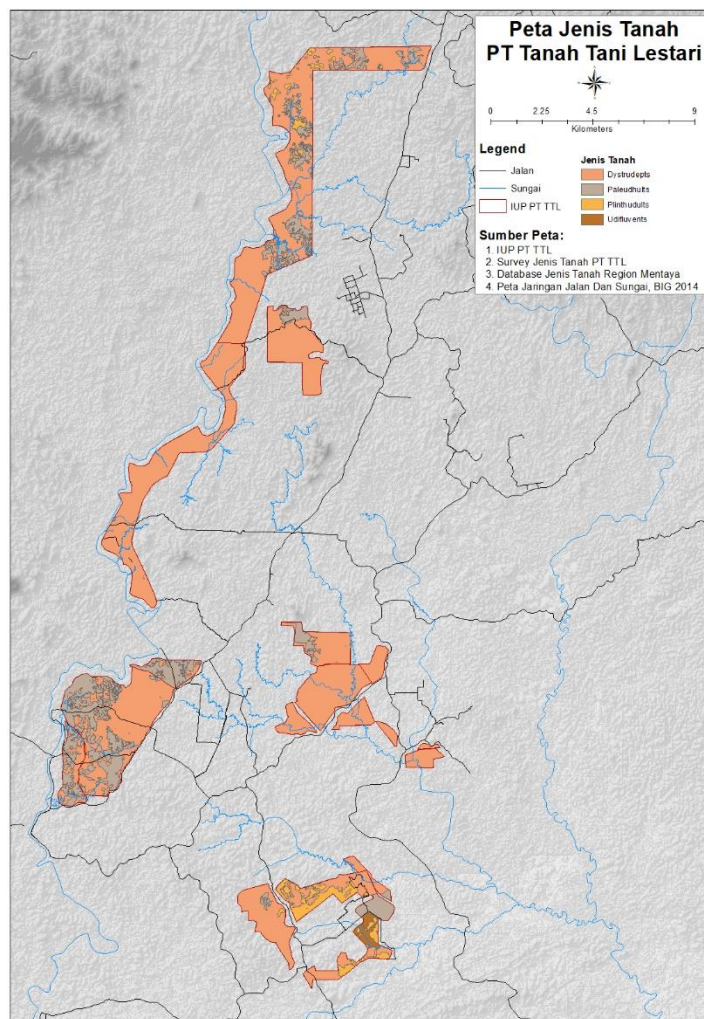 Peta Jenis Tanah
PT Tanah Tani Lestari
0 2.25 4.5 9
Kilometers
Legend
Jalan
Sungai
IUP PT TTL
Jenis Tanah
Dystrudepts
Paleudhults
Plinthudults
Udifluvents
Sumber Peta:
1. IUP PT TTL
2. Survey Jenis Tanah PT TTL
3. Database Jenis Tanah Region Mentaya
4. Peta Jaringan Jalan Dan Sungai, BIG 2014